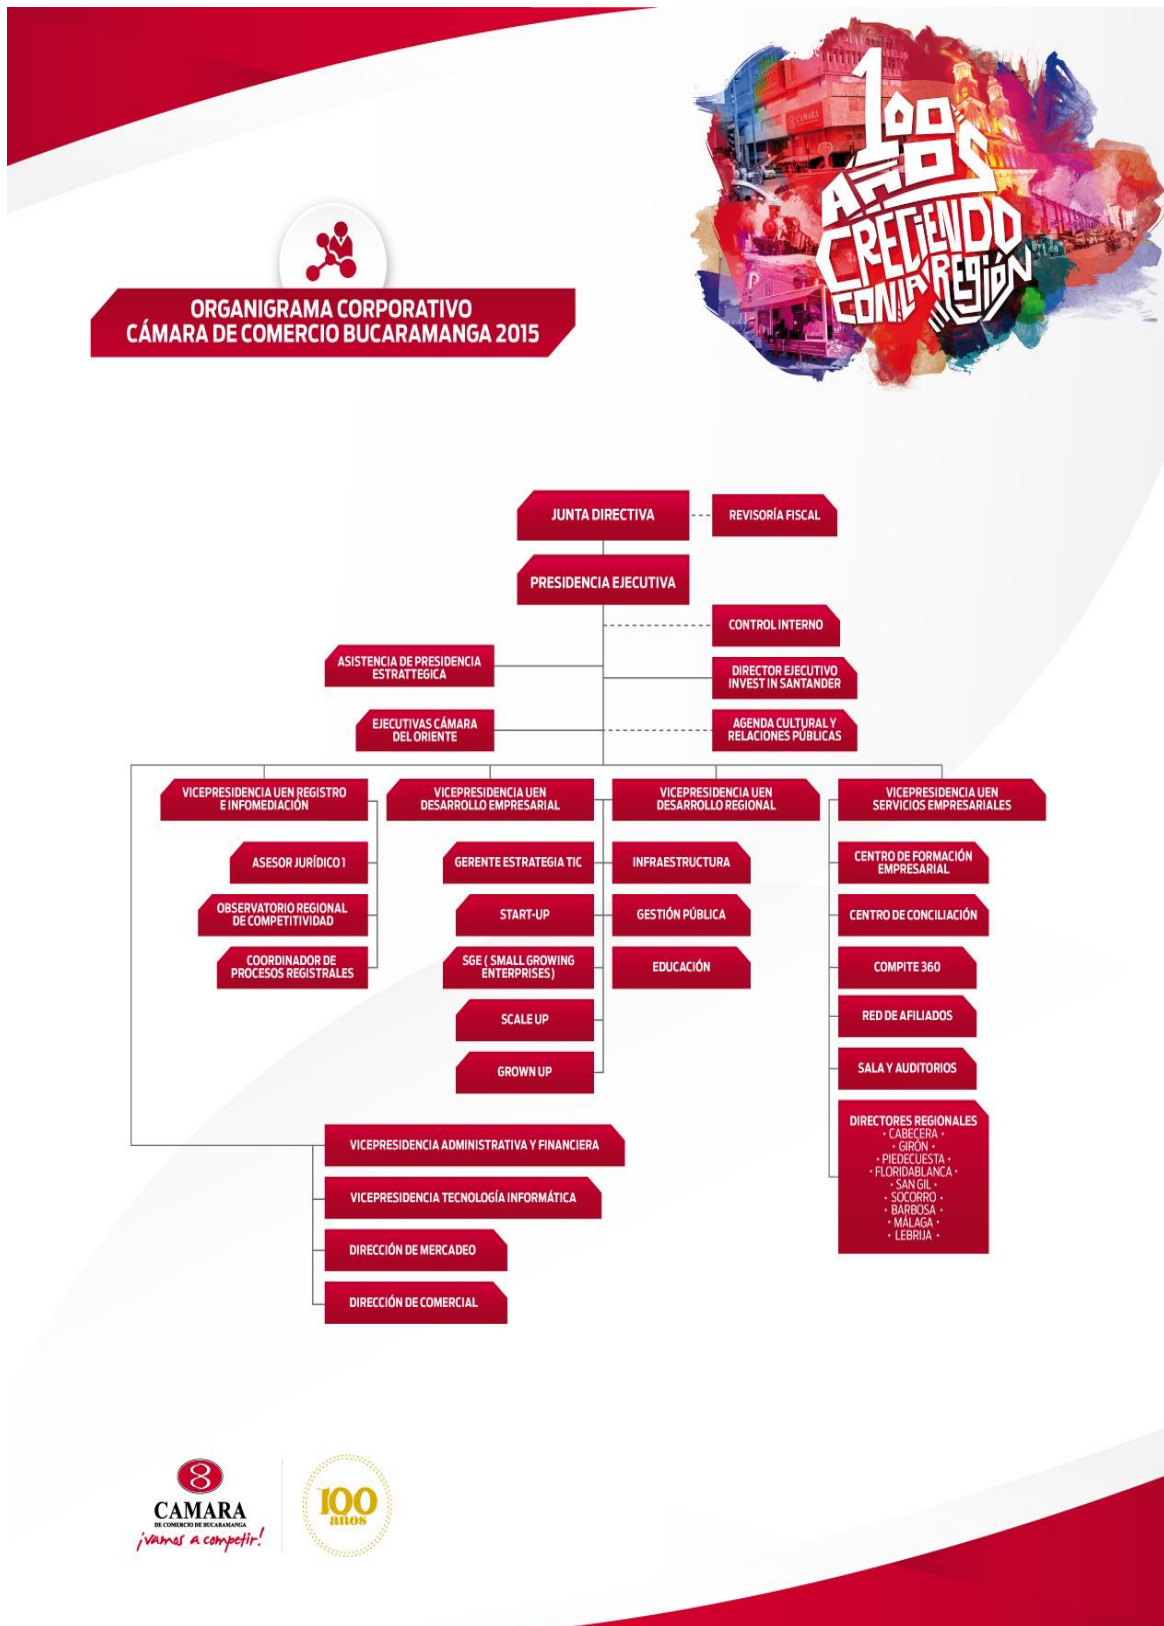 100
AÑOS
CRECIENDO
CON LA REGIÓN
CAMARA
ORGANIGRAMA CORPORATIVO
CÁMARA DE COMERCIO BUCARAMANGA 2015
JUNTA DIRECTIVA
REVISORÍA FISCAL
PRESIDENCIA EJECUTIVA
CONTROL INTERNO
ASISTENCIA DE PRESIDENCIA
ESTRATTEGICA
DIRECTOR EJECUTIVO
INVEST IN SANTANDER
EJECUTIVAS CÁMARA
DEL ORIENTE
AGENDA CULTURAL Y
RELACIONES PÚBLICAS
VICEPRESIDENCIA UEN REGISTRO
E INFOMEDIACIÓN
ASESOR JURÍDICO 1
OBSERVATORIO REGIONAL
DE COMPETITIVIDAD
COORDINADOR DE
PROCESOS REGISTRALES
VICEPRESIDENCIA UEN
DESARROLLO EMPRESARIAL
GERENTE ESTRATEGIA TIC
START-UP
SGE ( SMALL GROWING
ENTERPRISES)
SCALE UP
GROWN UP
VICEPRESIDENCIA UEN
DESARROLLO REGIONAL
INFRAESTRUCTURA
GESTIÓN PÚBLICA
EDUCACIÓN
VICEPRESIDENCIA UEN
SERVICIOS EMPRESARIALES
CENTRO DE FORMACIÓN
EMPRESARIAL
CENTRO DE CONCILIACIÓN
COMPITE 360
RED DE AFILIADOS
SALA Y AUDITORIOS
DIRECTORES REGIONALES
• CABECERA •
• GIRÓN •
• PIEDECUESTA •
• FLORIDABLANCA •
• SAN GIL •
• SOCORRO •
• BARBOSA •
• MÁLAGA •
• LEBRIJA •
VICEPRESIDENCIA ADMINISTRATIVA Y FINANCIERA
VICEPRESIDENCIA TECNOLOGÍA INFORMÁTICA
DIRECCIÓN DE MERCADEO
DIRECCIÓN DE COMERCIAL
CAMARA
DE COMERCIO DE BUCARAMANGA
¡vamos a competir!
100
años